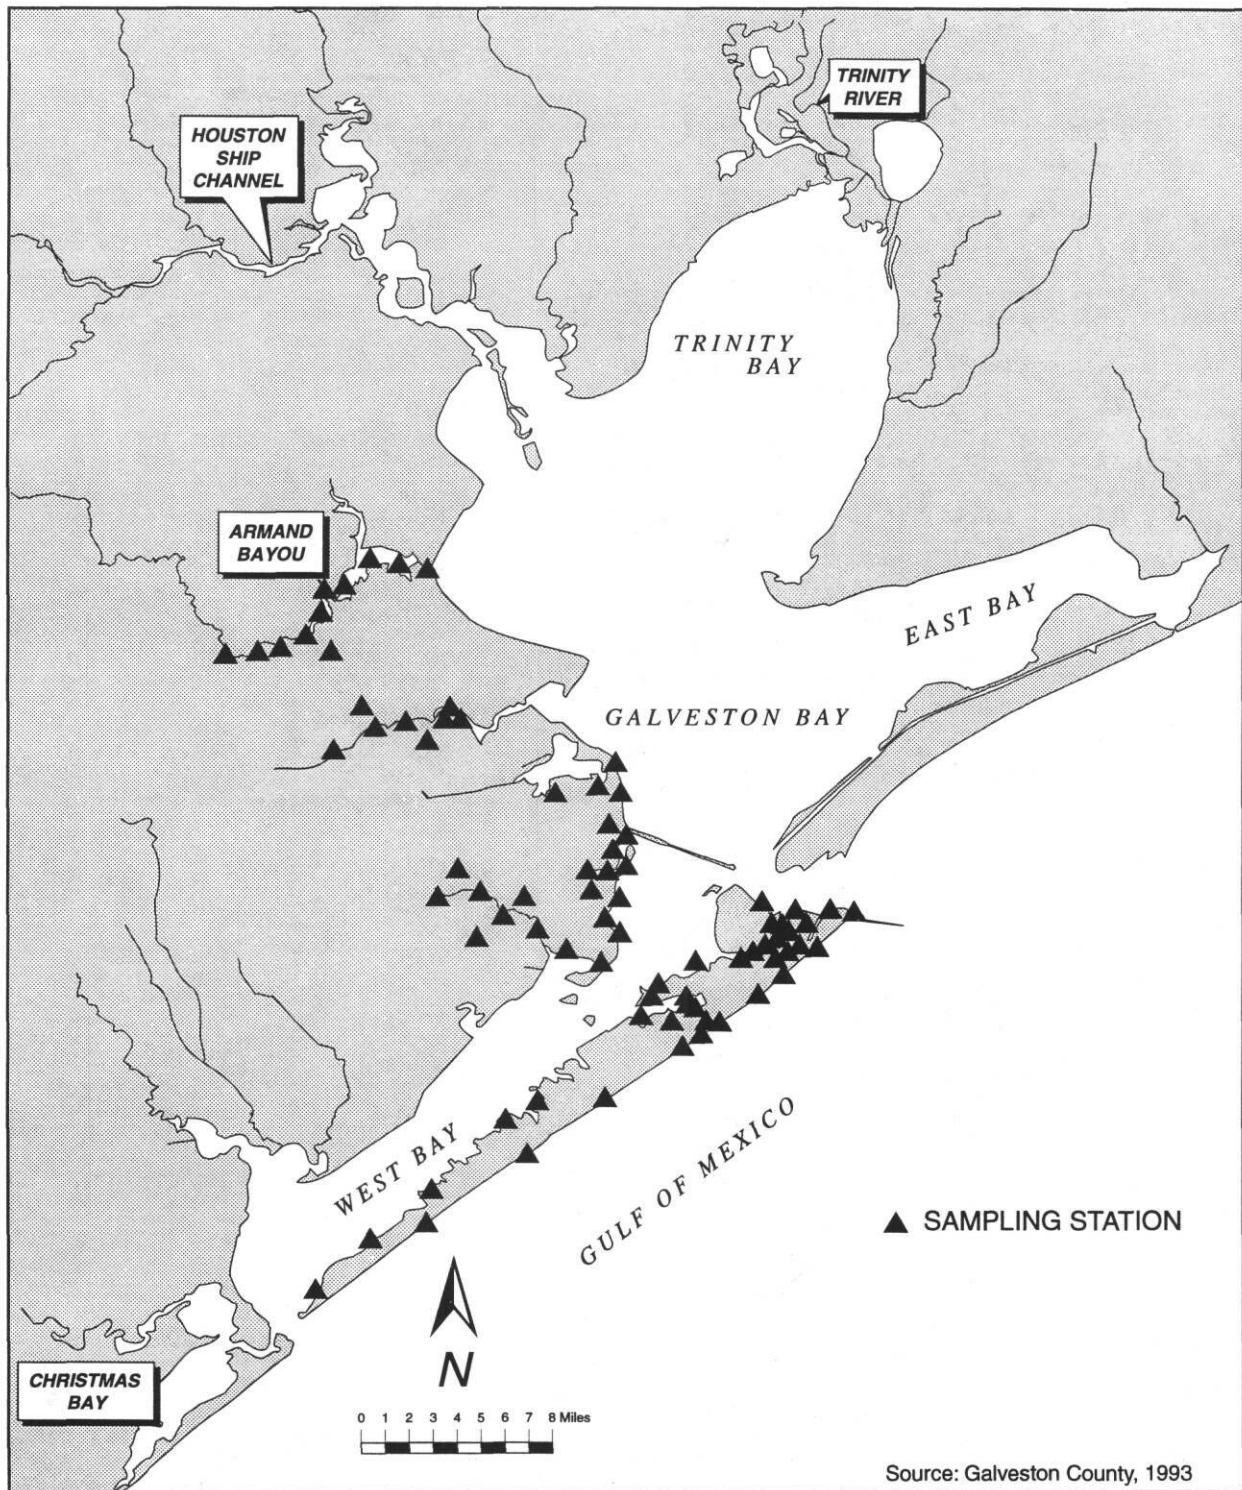 TRINITY
RIVER
HOUSTON
SHIP
CHANNEL
TRINITY
BAY
ARMAND
BAYOU
EAST BAY
GALVESTON BAY
WEST BAY
GULF OF MEXICO
▲ SAMPLING STATION
N
CHRISTMAS
BAY
0 1 2 3 4 5 6 7 8 Miles
Source: Galveston County, 1993